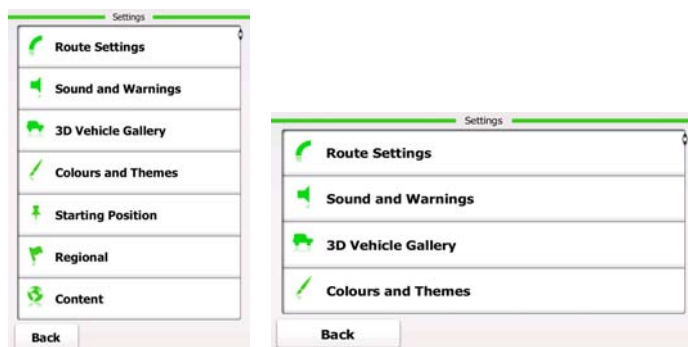 Settings
Route Settings
Sound and Warnings
3D Vehicle Gallery
Colours and Themes
Starting Position
Regional
Content
Back
Settings
Route Settings
Sound and Warnings
3D Vehicle Gallery
Colours and Themes
Back